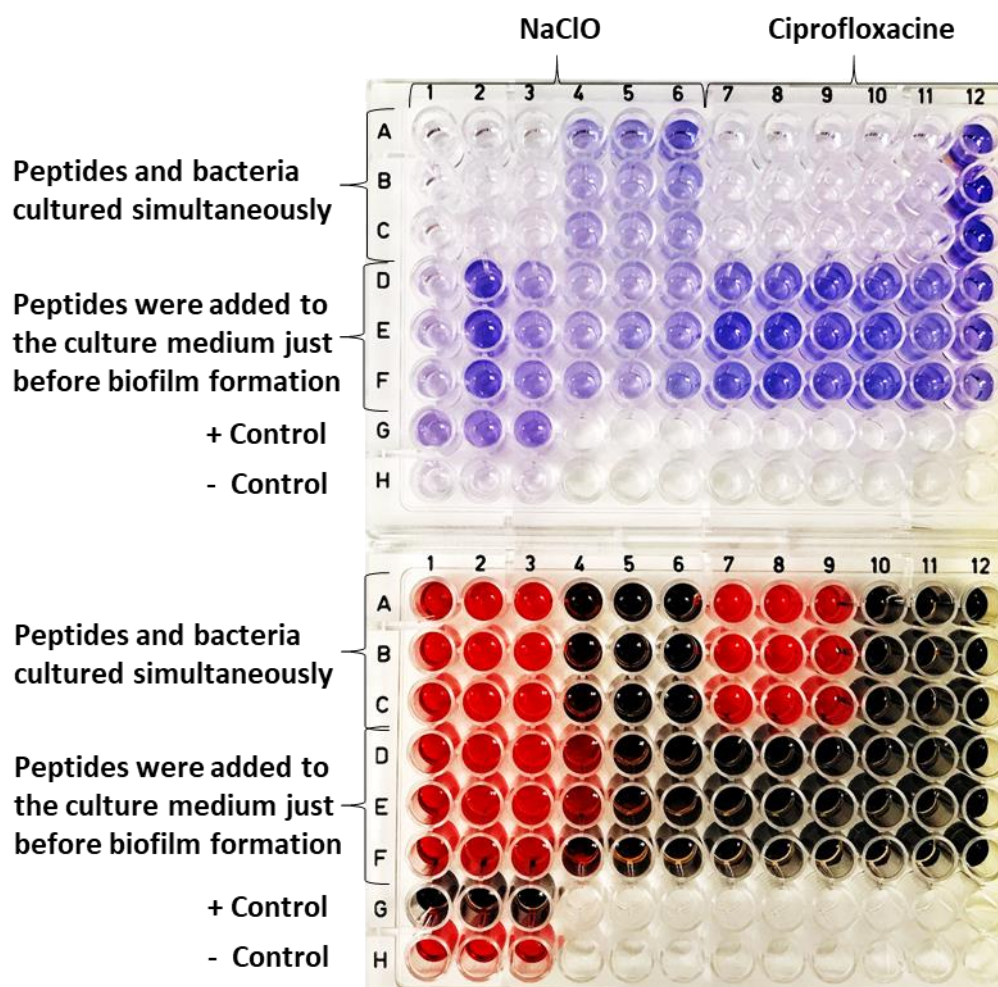 NaClO Ciprofloxacine
1 2 3 4 5 6 7 8 9 10 11 12
A
B
C
D
E
F
G
H
Peptides and bacteria
cultured simultaneously
Peptides were added to
the culture medium just
before biofilm formation
+ Control
- Control
1 2 3 4 5 6 7 8 9 10 11 12
A
B
C
D
E
F
G
H
Peptides and bacteria
cultured simultaneously
Peptides were added to
the culture medium just
before biofilm formation
+ Control
- Control